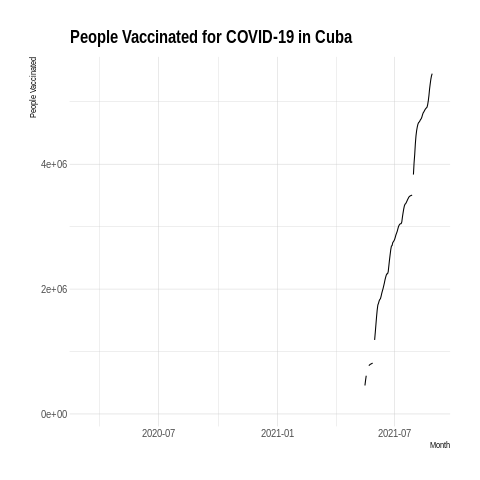 People Vaccinated for COVID-19 in Cuba
People Vaccinated
4e+06
2e+06
0e+00
2020-07 2021-01 2021-07
Month